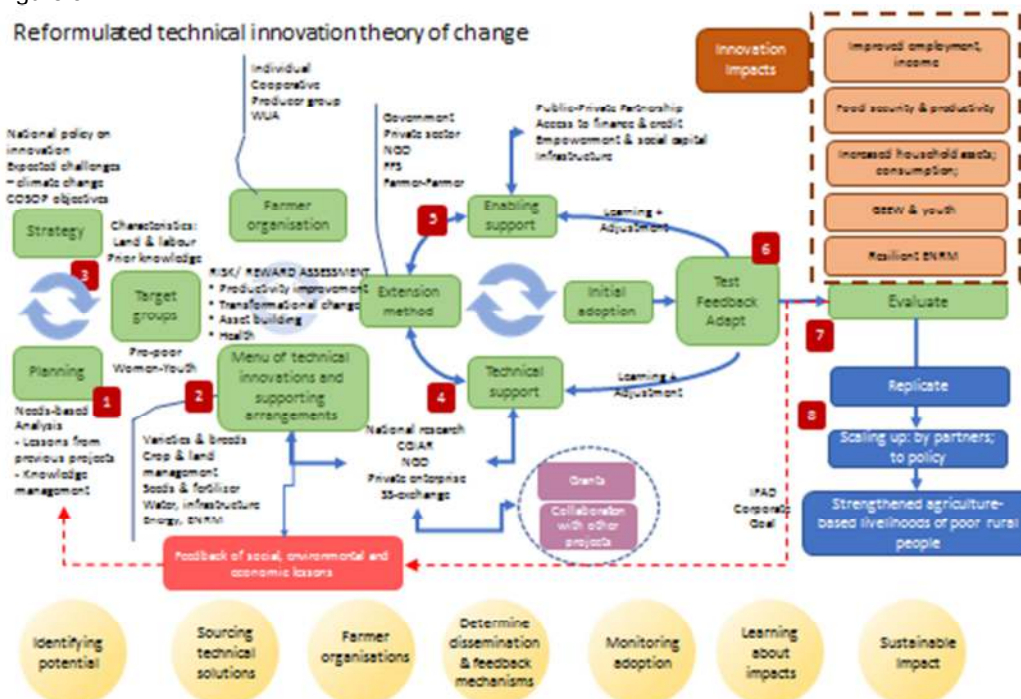 Reformulated technical innovation theory of change
Individual
Cooperative
Producer group
WUA
Government
Private sector
NGO
FFS
Farmer-Farmer
Public-Private Partnership
Access to finance & credit
Empowerment & social capital
Infrastructure
Innovation
Impacts
Improved employment,
income
Food security & productivity
Increased household assets;
consumption;
GEEW & youth
Resilient ENRM
National policy on
innovation
Expected challenges
– climate change
COSOP objectives
Strategy
3
Characteristics:
Land & labour
Prior knowledge
Farmer
organisation
Target
groups
Pro-poor
Women-Youth
RISK/ REWARD ASSESSMENT
* Productivity improvement
* Transformational change
* Asset building
* Health
Extension
method
5
Enabling
support
Learning +
Adjustment
6
Initial
adoption
Test
Feedback
Adapt
Evaluate
7
Planning
1
Needs-based
Analysis
- Lessons from
previous projects
- Knowledge
management
2
Menu of technical
innovations and
supporting
arrangements
Varieties & breeds
Crop & land
management
Seeds & fertiliser
Water, infrastructure
Energy, ENRM
4
Technical
support
Learning +
Adjustment
National research
CGIAR
NGO
Private enterprise
SS-exchange
Grants
Collaboration
with other
projects
Replicate
8
Scaling up: by partners;
to policy
IFAD
Corporate
Goal
Strengthened agriculture-
based livelihoods of poor rural
people
Feedback of social, environmental and
economic lessons
Identifying
potential
Sourcing
technical
solutions
Farmer
organisations
Determine
dissemination
& feedback
mechanisms
Monitoring
adoption
Learning
about
impacts
Sustainable
Impact